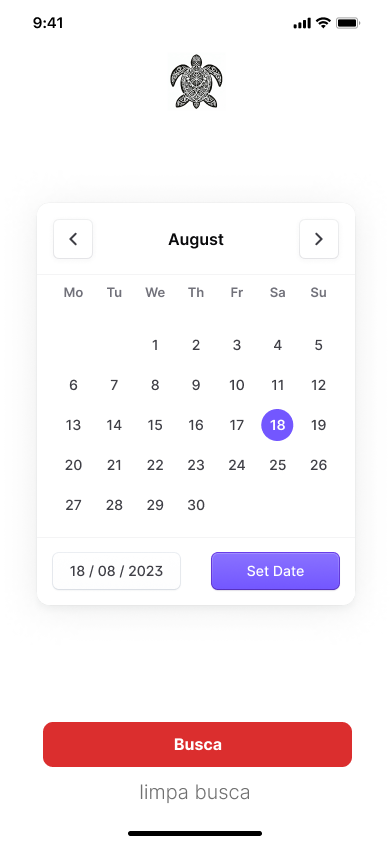 9:41
August
Mo Tu We Th Fr Sa Su
1 2 3 4 5
6 7 8 9 10 11 12
13 14 15 16 17 18 19
20 21 22 23 24 25 26
27 28 29 30
18 / 08 / 2023 Set Date
Busca
limpa busca